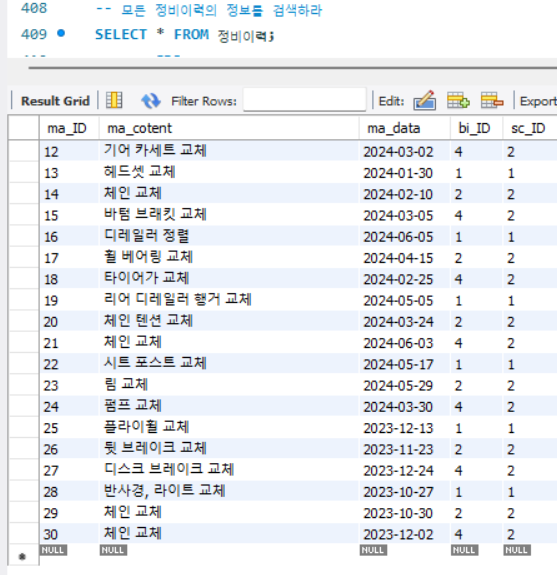 408 -- 모든 정비이력의 정보를 검색하라
409 SELECT * FROM 정비이력;
Result Grid Filter Rows: Edit: Export
ma_ID ma_cotent ma_data bi_ID sc_ID
12 기어 카세트 교체 2024-03-02 4 2
13 헤드셋 교체 2024-01-30 1 1
14 체인 교체 2024-02-10 2 2
15 바텀 브래킷 교체 2024-03-05 4 2
16 디레일러 정렬 2024-06-05 1 1
17 휠 베어링 교체 2024-04-15 2 2
18 타이어가 교체 2024-02-25 4 2
19 리어 디레일러 행거 교체 2024-05-05 1 1
20 체인 텐션 교체 2024-03-24 2 2
21 체인 교체 2024-06-03 4 2
22 시트 포스트 교체 2024-05-17 1 1
23 림 교체 2024-05-29 2 2
24 펌프 교체 2024-03-30 4 2
25 플라이휠 교체 2023-12-13 1 1
26 뒷 브레이크 교체 2023-11-23 2 2
27 디스크 브레이크 교체 2023-12-24 4 2
28 반사경, 라이트 교체 2023-10-27 1 1
29 체인 교체 2023-10-30 2 2
30 체인 교체 2023-12-02 4 2
NULL NULL NULL NULL NULL